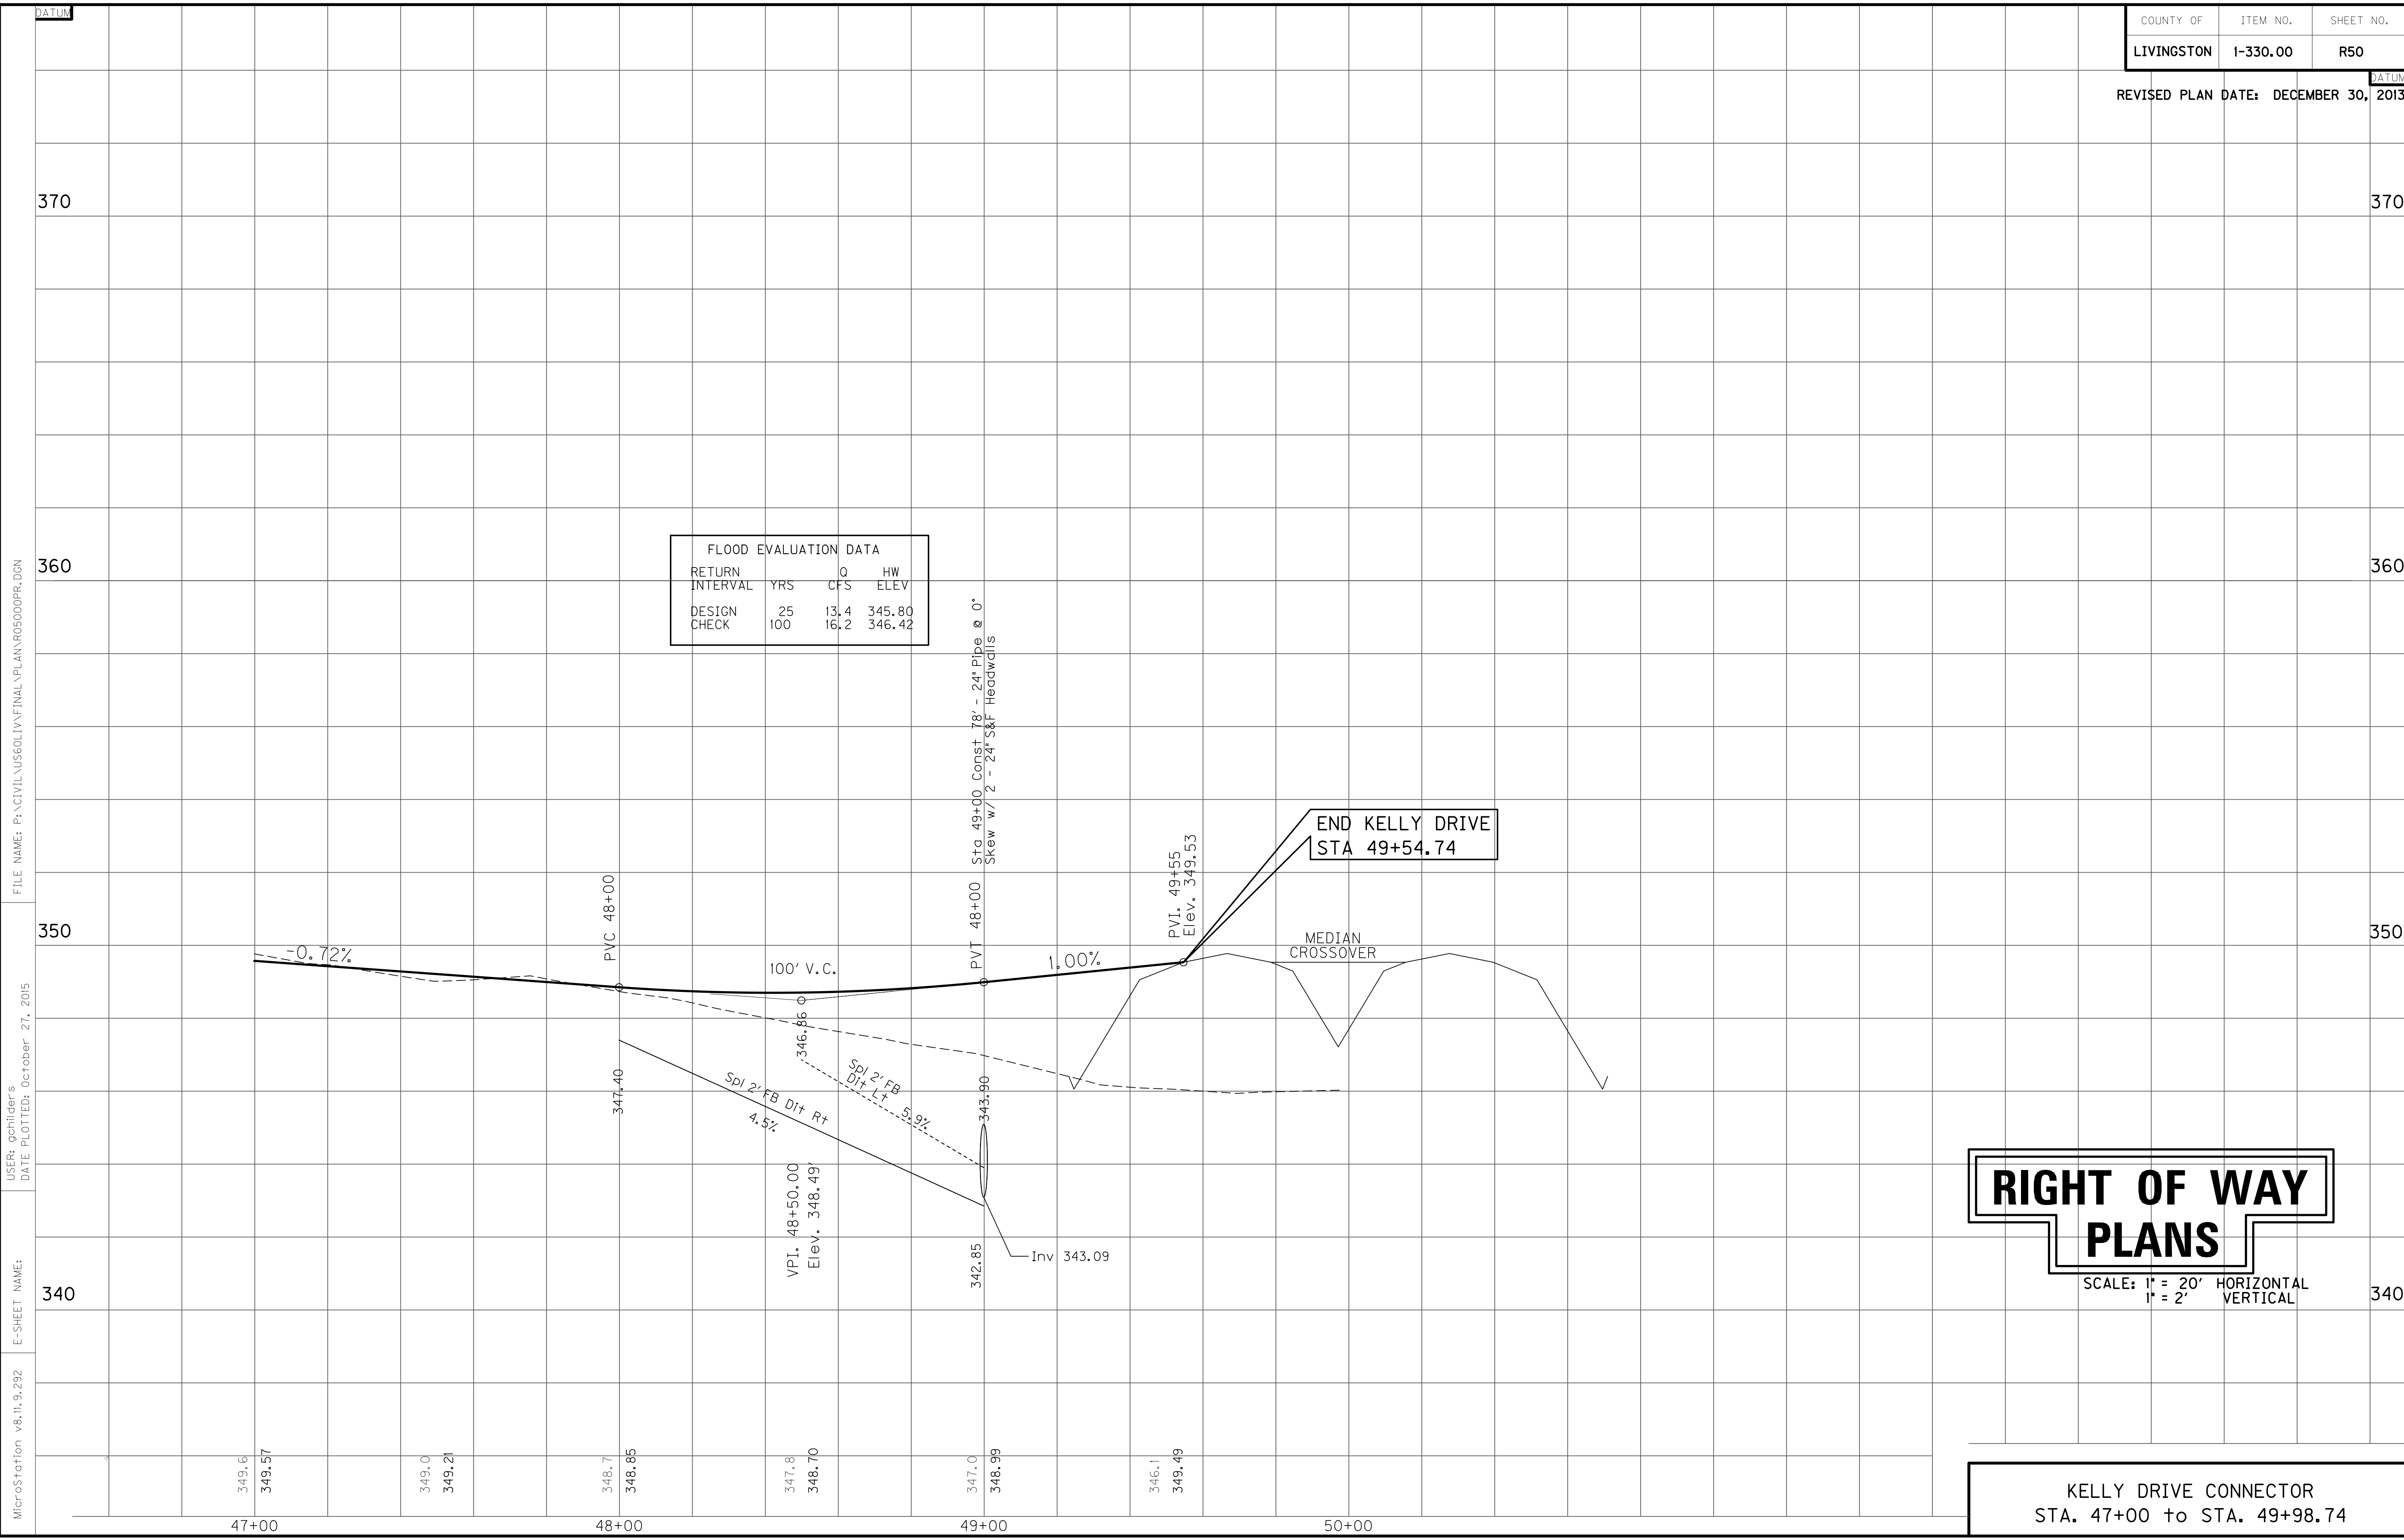 DATUM
COUNTY OF ITEM NO. SHEET NO.
LIVINGSTON 1-330.00 R50
DATUM
REVISED PLAN DATE: DECEMBER 30, 2013
370 370
360 360
350 350
340 340
FLOOD EVALUATION DATA
RETURN Q HW
INTERVAL YRS CFS ELEV
DESIGN 25 13.4 345.80
CHECK 100 16.2 346.42
Sta 49+00 Const 78' - 24" Pipe @ 0°
Skew w/ 2 - 24" S&F Headwalls
END KELLY DRIVE
STA 49+54.74
PVI. 49+55
Elev. 349.53
PVC 48+00
PVT 48+00
-0.72%
100' V.C.
1.00%
MEDIAN
CROSSOVER
346.86
347.40
343.90
Spl 2' FB Dit Rt
4.5%
Spl 2' FB
Dit Lt 5.9%
VPI. 48+50.00
Elev. 348.49'
342.85
Inv 343.09
RIGHT OF WAY
PLANS
SCALE: 1" = 20' HORIZONTAL
1" = 2' VERTICAL
349.6 349.57 349.0 349.21 348.7 348.85 347.8 348.70 347.0 348.99 346.1 349.49
47+00 48+00 49+00 50+00
KELLY DRIVE CONNECTOR
STA. 47+00 to STA. 49+98.74
FILE NAME: P:\CIVIL\US60LIV\FINAL\PLAN\R05000PR.DGN
USER: gchilders
DATE PLOTTED: October 27, 2015
E-SHEET NAME:
MicroStation v8.11.9.292